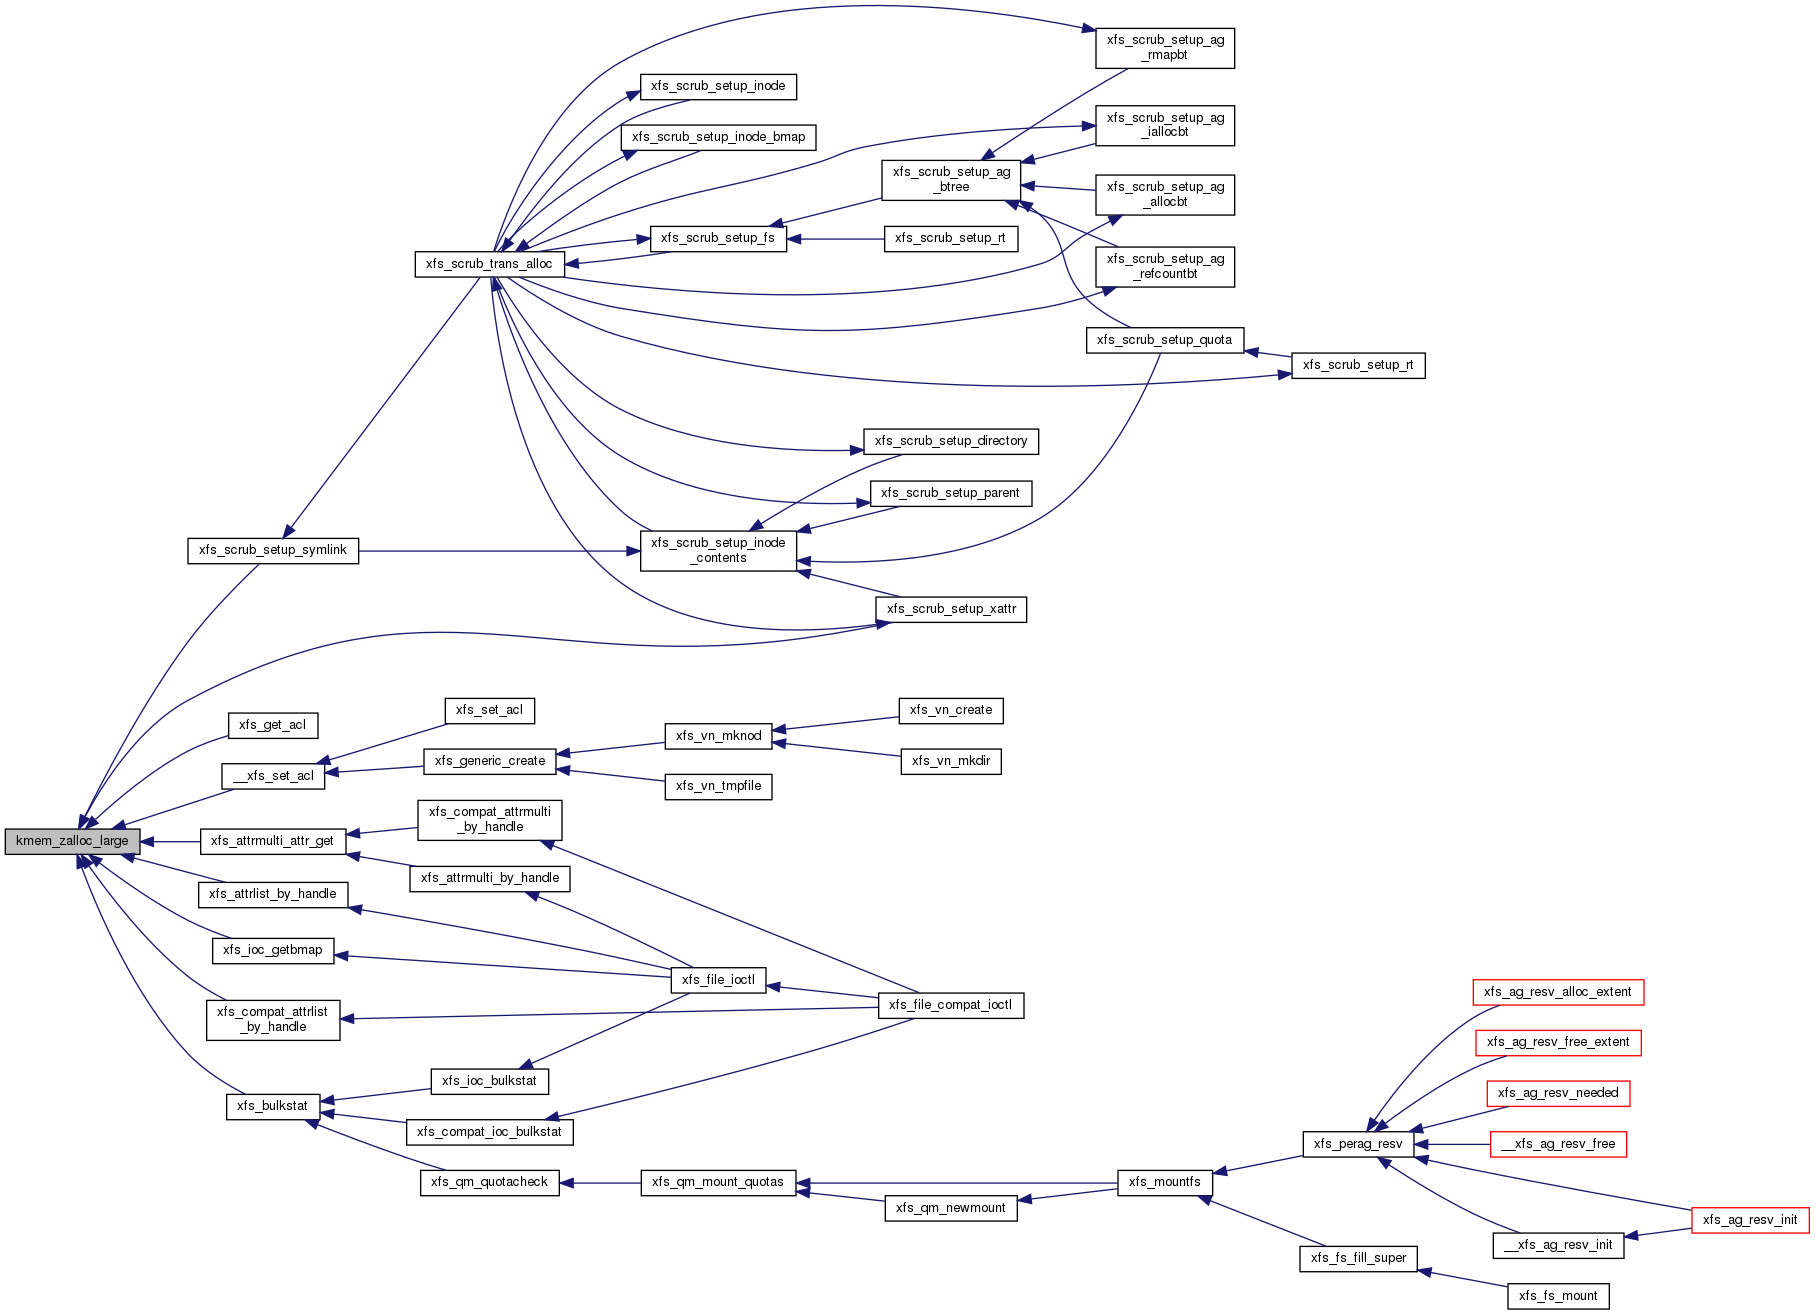 xfs_scrub_setup_ag
_rmapbt
xfs_scrub_setup_inode
xfs_scrub_setup_ag
_iallocbt
xfs_scrub_setup_inode_bmap
xfs_scrub_setup_ag
_btree
xfs_scrub_setup_ag
_allocbt
xfs_scrub_setup_fs
xfs_scrub_setup_rt
xfs_scrub_trans_alloc
xfs_scrub_setup_ag
_refcountbt
xfs_scrub_setup_quota
xfs_scrub_setup_rt
xfs_scrub_setup_directory
xfs_scrub_setup_parent
xfs_scrub_setup_symlink
xfs_scrub_setup_inode
_contents
xfs_scrub_setup_xattr
xfs_set_acl
xfs_vn_create
xfs_get_acl
xfs_vn_mknod
__xfs_set_acl
xfs_generic_create
xfs_vn_mkdir
xfs_vn_tmpfile
xfs_compat_attrmulti
_by_handle
kmem_zalloc_large
xfs_attrmulti_attr_get
xfs_attrmulti_by_handle
xfs_attrlist_by_handle
xfs_ioc_getbmap
xfs_file_ioctl
xfs_ag_resv_alloc_extent
xfs_file_compat_ioctl
xfs_compat_attrlist
_by_handle
xfs_ag_resv_free_extent
xfs_ioc_bulkstat
xfs_ag_resv_needed
xfs_bulkstat
xfs_compat_ioc_bulkstat
xfs_perag_resv
__xfs_ag_resv_free
xfs_qm_quotacheck
xfs_qm_mount_quotas
xfs_mountfs
xfs_qm_newmount
xfs_ag_resv_init
__xfs_ag_resv_init
xfs_fs_fill_super
xfs_fs_mount